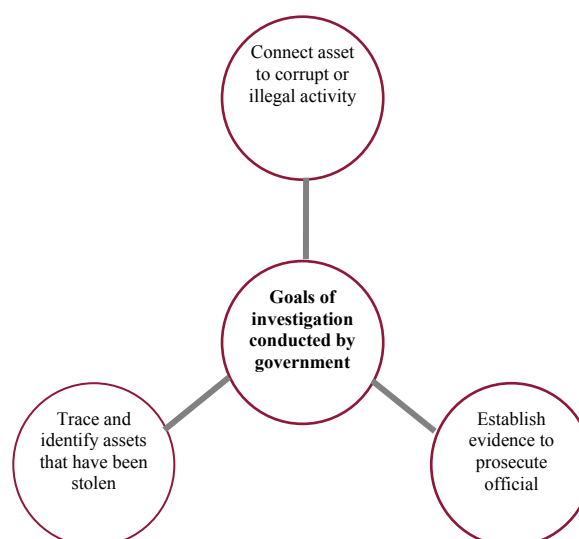 Connect asset
to corrupt or
illegal activity
Goals of
investigation
conducted by
government
Trace and
identify assets
that have been
stolen
Establish
evidence to
prosecute
official